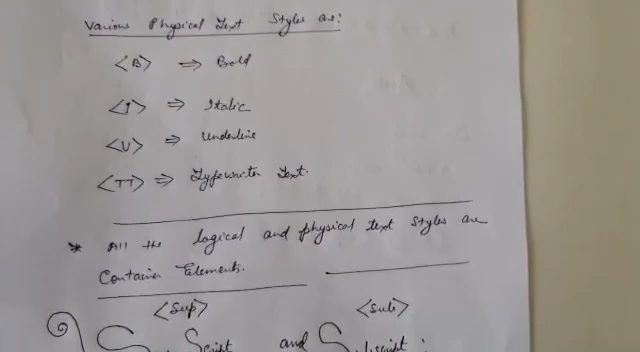 Various Physical Text Styles are:
<B> ⇒ Bold
<I> ⇒ Italic
<U> ⇒ Underline
<TT> ⇒ Typewriter Text.
* All the logical and physical text styles are
Container Elements.
<Sup> <Sub>
Super Script and Subscript :